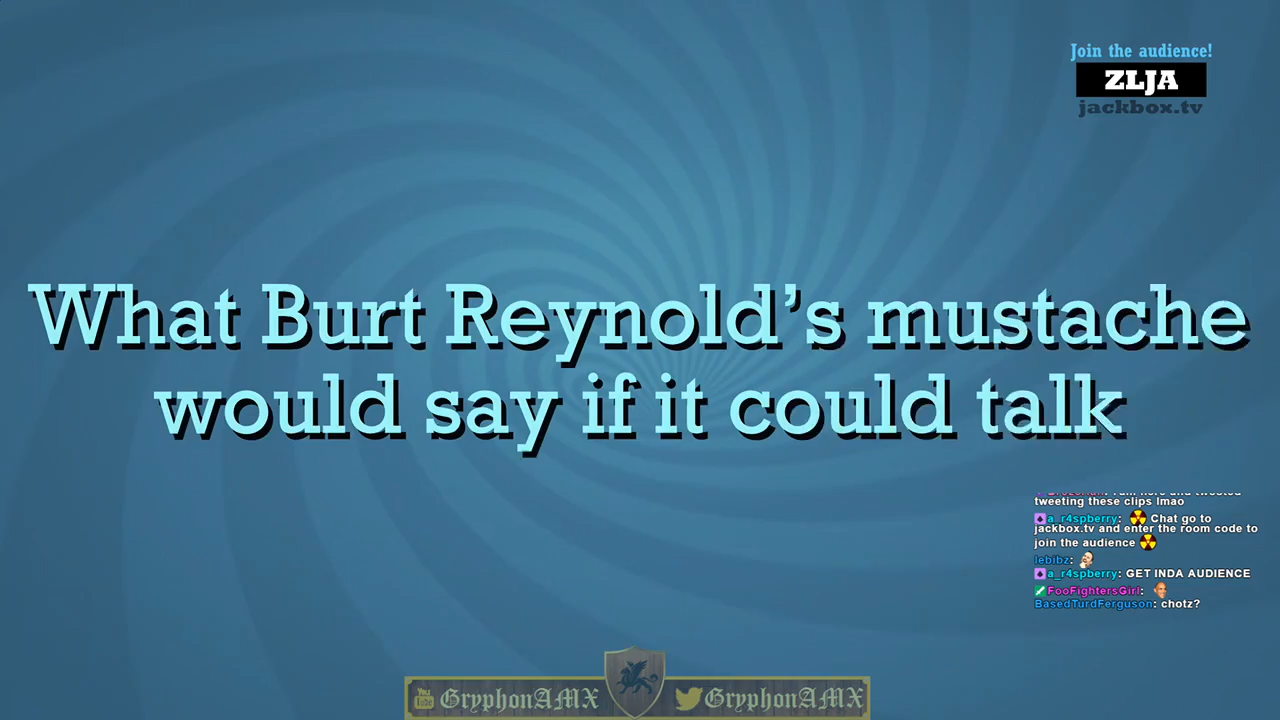 Join the audience!
ZLJA
jackbox.tv
What Burt Reynold's mustache
would say if it could talk
tweeting these clips lmao
a_r4spberry: Chat go to
jackbox.tv and enter the room code to
join the audience
lebibz:
a_r4spberry: GET INDA AUDIENCE
FooFightersGirl:
BasedTurdFerguson: chotz?
You Tube GryphonAMX GryphonAMX